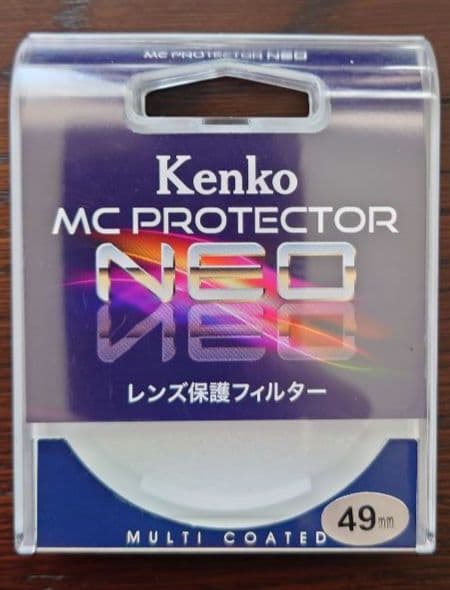 MC PROTECTOR NEO
Kenko
MC PROTECTOR
NEO
レンズ保護フィルター
49mm
MULTI COATED